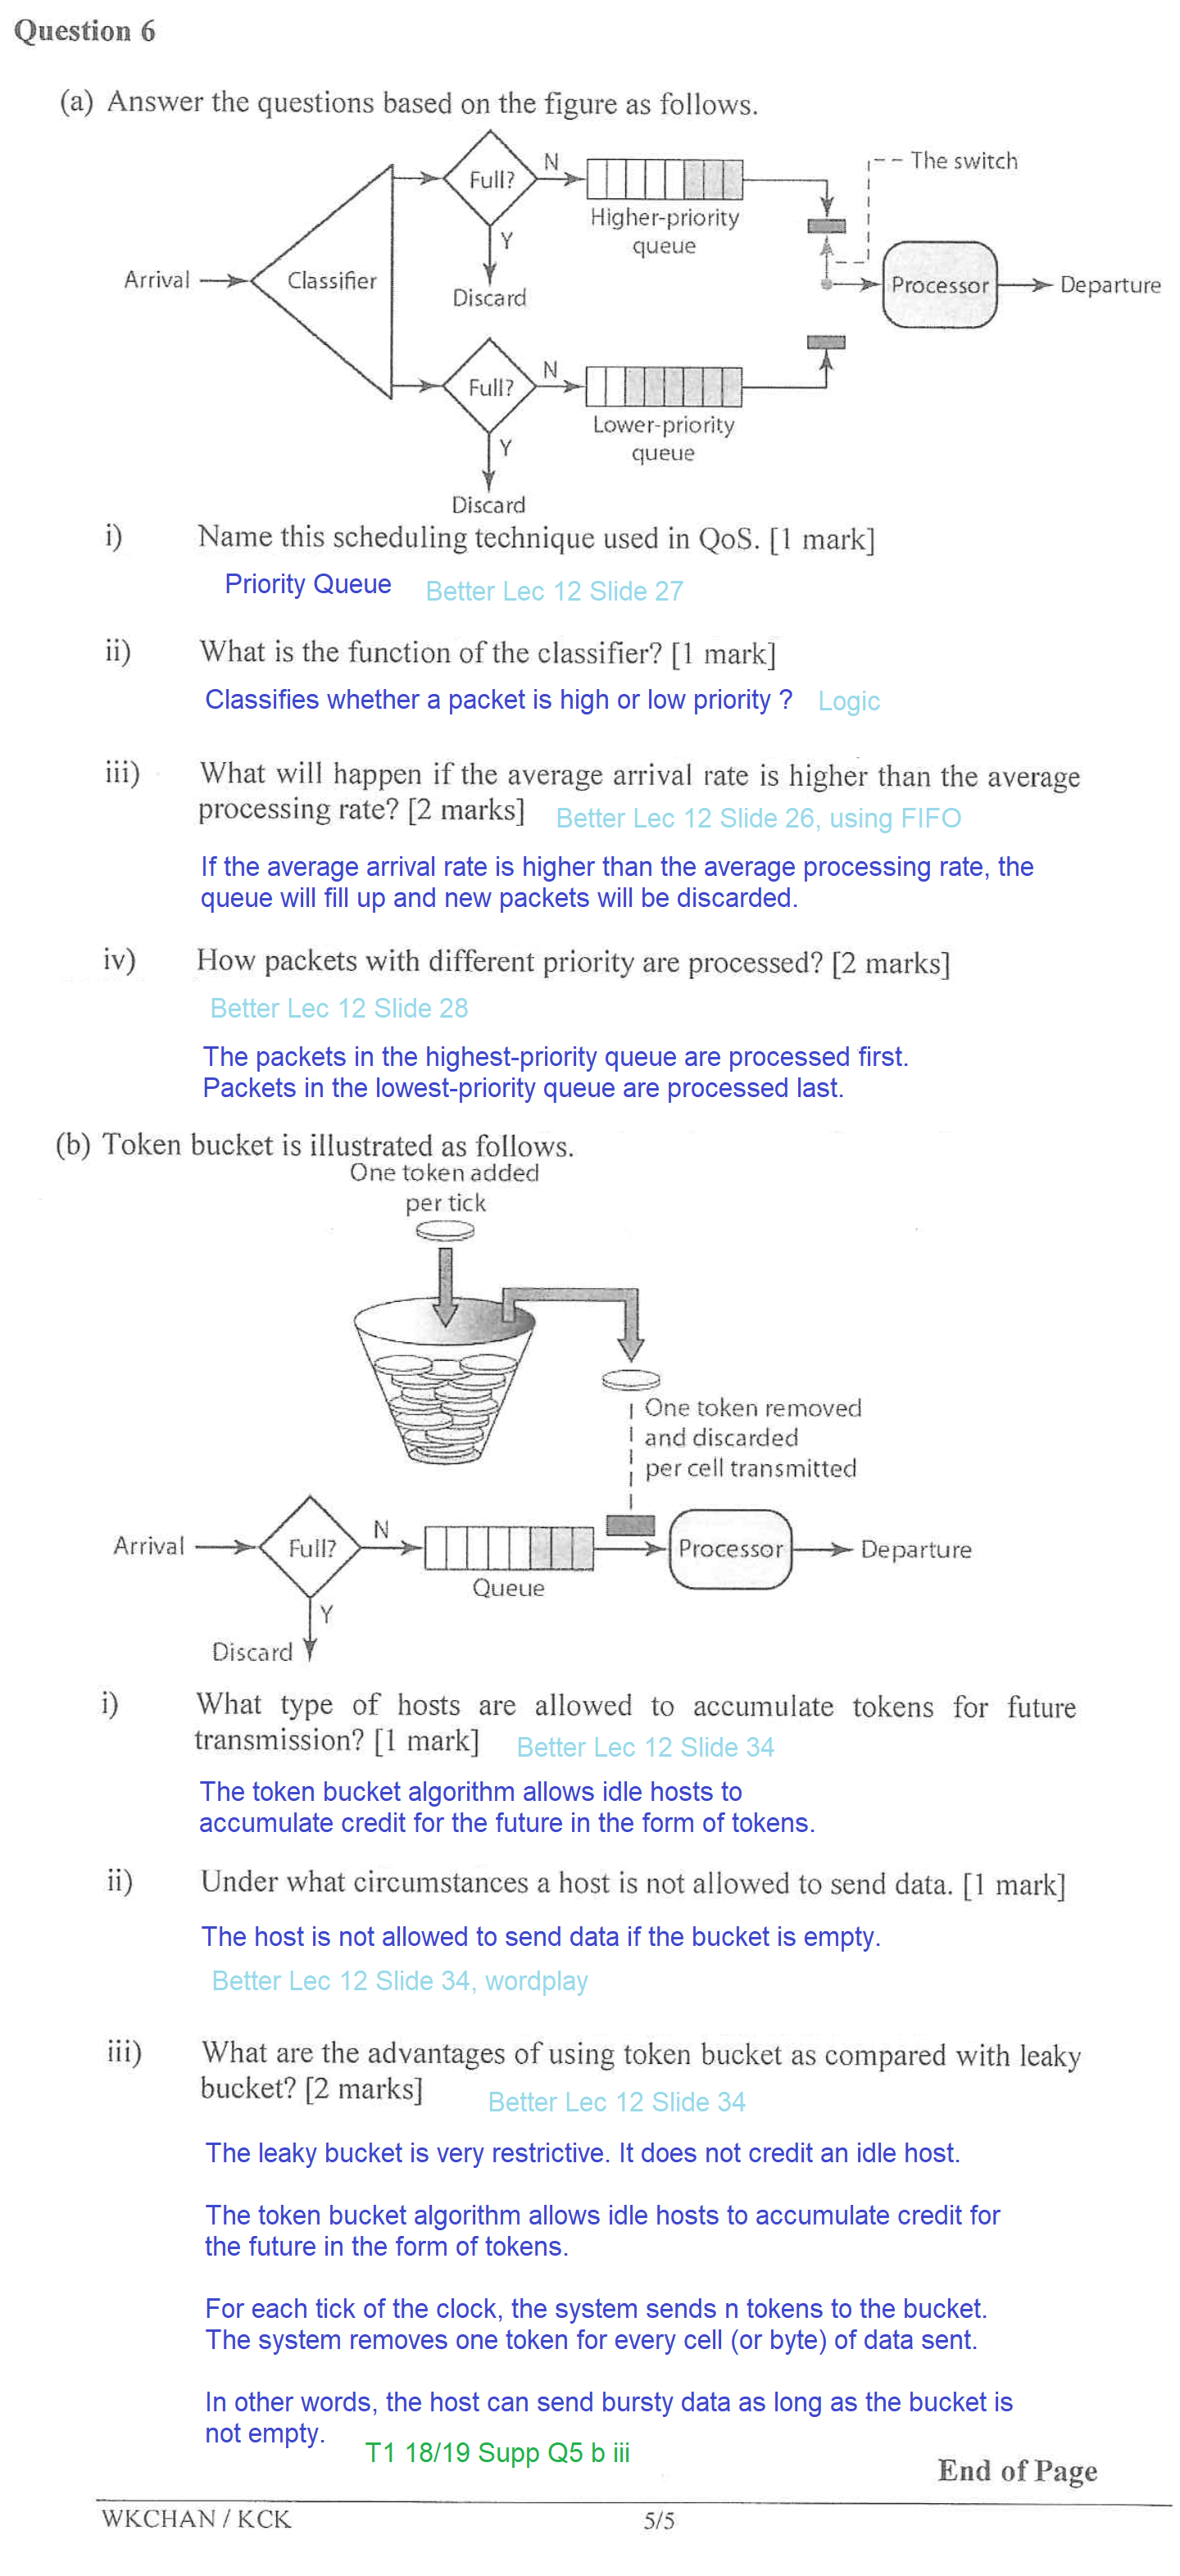 Question 6
(a) Answer the questions based on the figure as follows.
The switch
Full?
N
Higher-priority
queue
Y
Discard
Arrival
Classifier
Processor
Departure
Full?
N
Lower-priority
queue
Y
Discard
i) Name this scheduling technique used in QoS. [1 mark]
Priority Queue Better Lec 12 Slide 27
ii) What is the function of the classifier? [1 mark]
Classifies whether a packet is high or low priority ? Logic
iii) What will happen if the average arrival rate is higher than the average
processing rate? [2 marks] Better Lec 12 Slide 26, using FIFO
If the average arrival rate is higher than the average processing rate, the
queue will fill up and new packets will be discarded.
iv) How packets with different priority are processed? [2 marks]
Better Lec 12 Slide 28
The packets in the highest-priority queue are processed first.
Packets in the lowest-priority queue are processed last.
(b) Token bucket is illustrated as follows.
One token added
per tick
One token removed
and discarded
per cell transmitted
Arrival
Full?
N
Queue
Processor
Departure
Y
Discard
i) What type of hosts are allowed to accumulate tokens for future
transmission? [1 mark] Better Lec 12 Slide 34
The token bucket algorithm allows idle hosts to
accumulate credit for the future in the form of tokens.
ii) Under what circumstances a host is not allowed to send data. [1 mark]
The host is not allowed to send data if the bucket is empty.
Better Lec 12 Slide 34, wordplay
iii) What are the advantages of using token bucket as compared with leaky
bucket? [2 marks] Better Lec 12 Slide 34
The leaky bucket is very restrictive. It does not credit an idle host.
The token bucket algorithm allows idle hosts to accumulate credit for
the future in the form of tokens.
For each tick of the clock, the system sends n tokens to the bucket.
The system removes one token for every cell (or byte) of data sent.
In other words, the host can send bursty data as long as the bucket is
not empty.
T1 18/19 Supp Q5 b iii
End of Page
WKCHAN / KCK 5/5